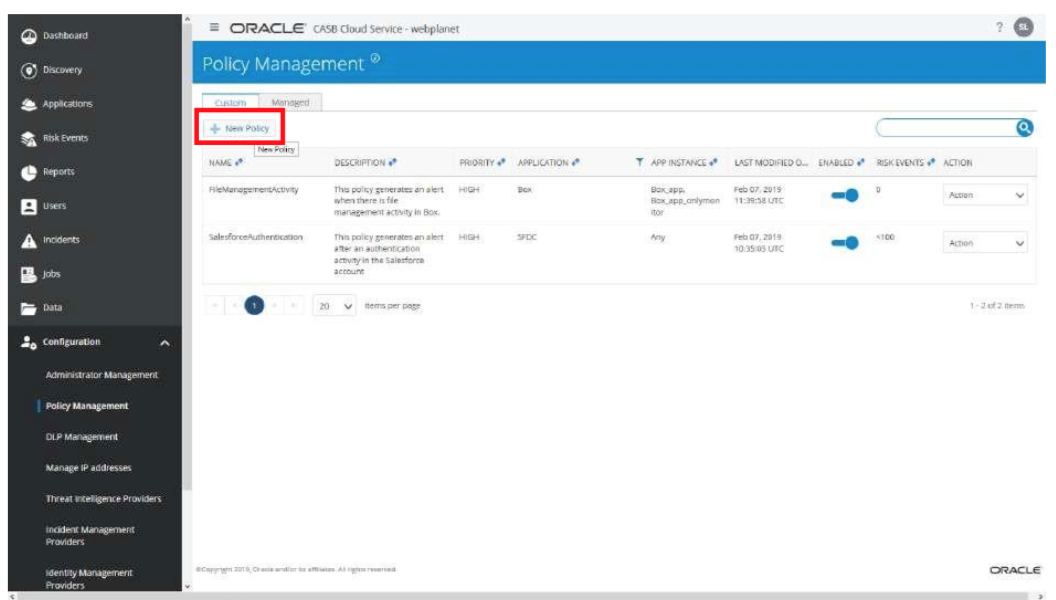 Dashboard
Discovery
Applications
Risk Events
Reports
Users
Incidents
Jobs
Data
Configuration
Administrator Management
Policy Management
DLP Management
Manage IP addresses
Threat Intelligence Providers
Incident Management
Providers
Identity Management
Providers
ORACLE CASB Cloud Service - webplanet
? SL
Policy Management
Custom Managed
New Policy
New Policy
NAME DESCRIPTION PRIORITY APPLICATION APP INSTANCE LAST MODIFIED O... ENABLED RISK EVENTS ACTION
FileManagementActivity This policy generates an alert HIGH Box Box_app, Feb 07, 2019 0 Action
when there is file Box_app_onlymon 11:39:58 UTC
management activity in Box. itor
SalesforceAuthentication This policy generates an alert HIGH SFDC Any Feb 07, 2019 <100 Action
after an authentication 10:35:05 UTC
activity in the Salesforce
account
1 20 items per page 1 - 2 of 2 items
©Copyright 2019, Oracle and/or its affiliates. All rights reserved.
ORACLE